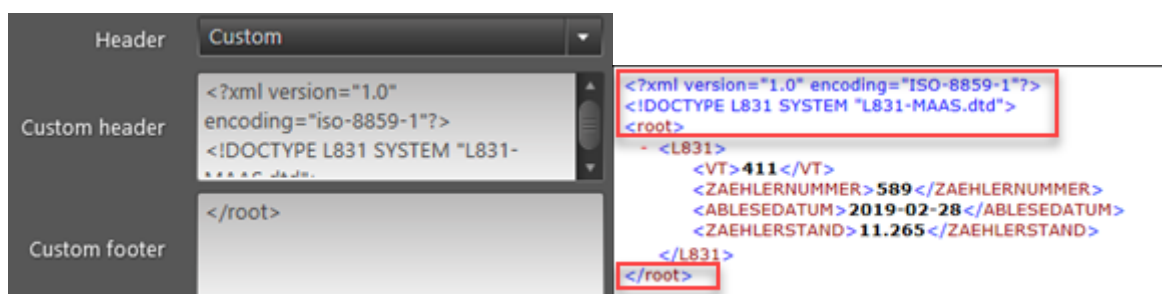 Header
Custom
Custom header
<?xml version="1.0"
encoding="iso-8859-1"?>
<!DOCTYPE L831 SYSTEM "L831-
Custom footer
</root>
<?xml version="1.0" encoding="ISO-8859-1"?>
<!DOCTYPE L831 SYSTEM "L831-MAAS.dtd">
<root>
- <L831>
<VT>411</VT>
<ZAEHLERNUMMER>589</ZAEHLERNUMMER>
<ABLESEDATUM>2019-02-28</ABLESEDATUM>
<ZAEHLERSTAND>11.265</ZAEHLERSTAND>
</L831>
</root>